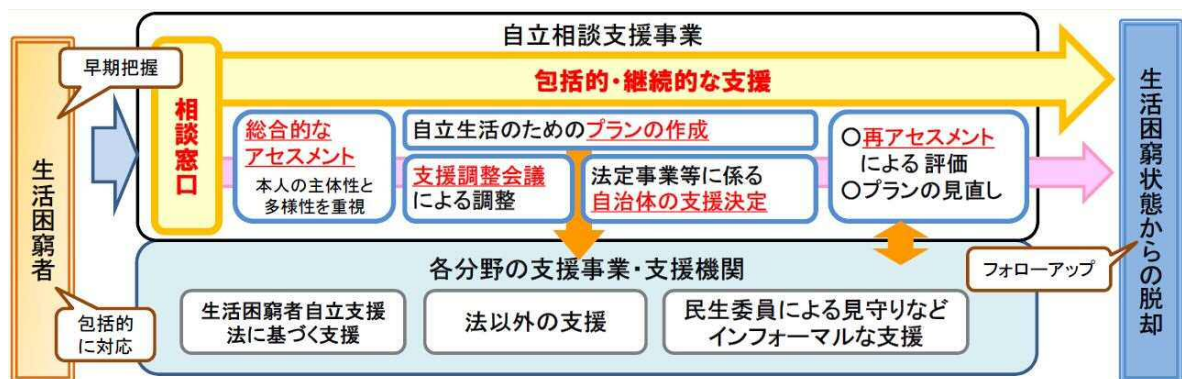 自立相談支援事業
早期把握
包括的・継続的な支援
生活困窮者
相談窓口
総合的な
アセスメント
本人の主体性と
多様性を重視
自立生活のためのプランの作成
支援調整会議
による調整
法定事業等に係る
自治体の支援決定
○再アセスメント
による 評価
○プランの見直し
生活困窮状態からの脱却
各分野の支援事業・支援機関
フォローアップ
包括的
に対応
生活困窮者自立支援
法に基づく支援
法以外の支援
民生委員による見守りなど
インフォーマルな支援